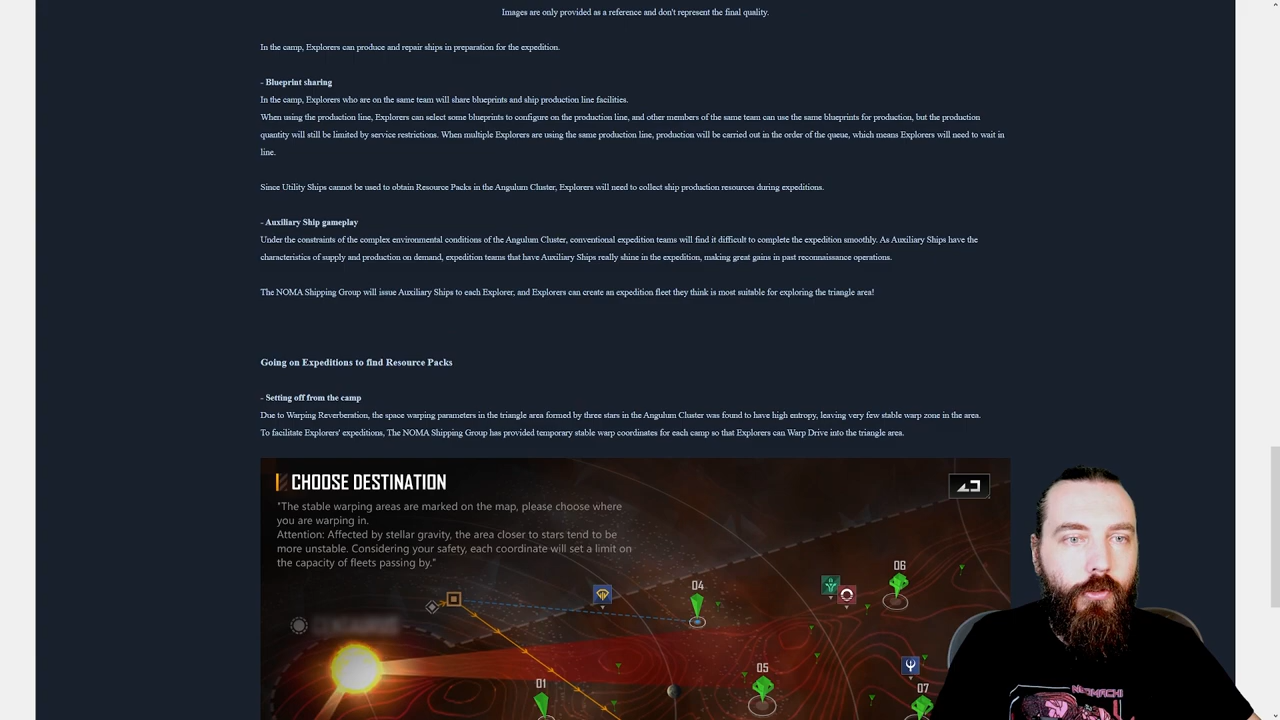 Images are only provided as a reference and don't represent the final quality.
In the camp, Explorers can produce and repair ships in preparation for the expedition.
- Blueprint sharing
In the camp, Explorers who are on the same team will share blueprints and ship production line facilities.
When using the production line, Explorers can select some blueprints to configure on the production line, and other members of the same team can use the same blueprints for production, but the production
quantity will still be limited by service restrictions. When multiple Explorers are using the same production line, production will be carried out in the order of the queue, which means Explorers will need to wait in
line.
Since Utility Ships cannot be used to obtain Resource Packs in the Angulum Cluster, Explorers will need to collect ship production resources during expeditions.
- Auxiliary Ship gameplay
Under the constraints of the complex environmental conditions of the Angulum Cluster, conventional expedition teams will find it difficult to complete the expedition smoothly. As Auxiliary Ships have the
characteristics of supply and production on demand, expedition teams that have Auxiliary Ships really shine in the expedition, making great gains in past reconnaissance operations.
The NOMA Shipping Group will issue Auxiliary Ships to each Explorer, and Explorers can create an expedition fleet they think is most suitable for exploring the triangle area!
Going on Expeditions to find Resource Packs
- Setting off from the camp
Due to Warping Reverberation, the space warping parameters in the triangle area formed by three stars in the Angulum Cluster was found to have high entropy, leaving very few stable warp zone in the area.
To facilitate Explorers' expeditions, The NOMA Shipping Group has provided temporary stable warp coordinates for each camp so that Explorers can Warp Drive into the triangle area.
CHOOSE DESTINATION
"The stable warping areas are marked on the map, please choose where
you are warping in.
Attention: Affected by stellar gravity, the area closer to stars tend to be
more unstable. Considering your safety, each coordinate will set a limit on
the capacity of fleets passing by."
06
04
05
01
07